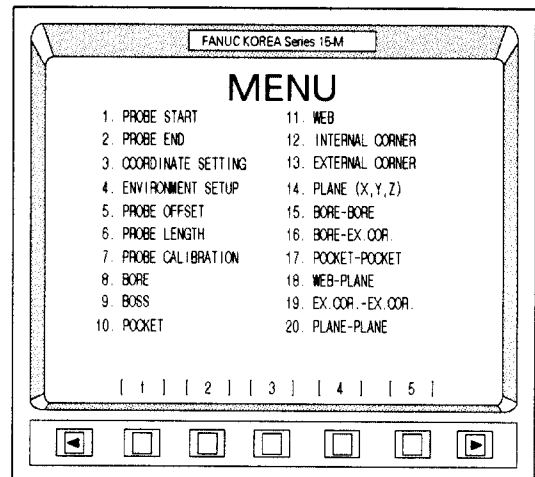 FANUC KOREA Series 15-M
MENU
1. PROBE START
2. PROBE END
3. COORDINATE SETTING
4. ENVIRONMENT SETUP
5. PROBE OFFSET
6. PROBE LENGTH
7. PROBE CALIBRATION
8. BORE
9. BOSS
10. POCKET
11. WEB
12. INTERNAL CORNER
13. EXTERNAL CORNER
14. PLANE (X,Y,Z)
15. BORE-BORE
16. BORE-EX.COR.
17. POCKET-POCKET
18. WEB-PLANE
19. EX.COR.-EX.COR.
20. PLANE-PLANE
[ 1 ] [ 2 ] [ 3 ] [ 4 ] [ 5 ]